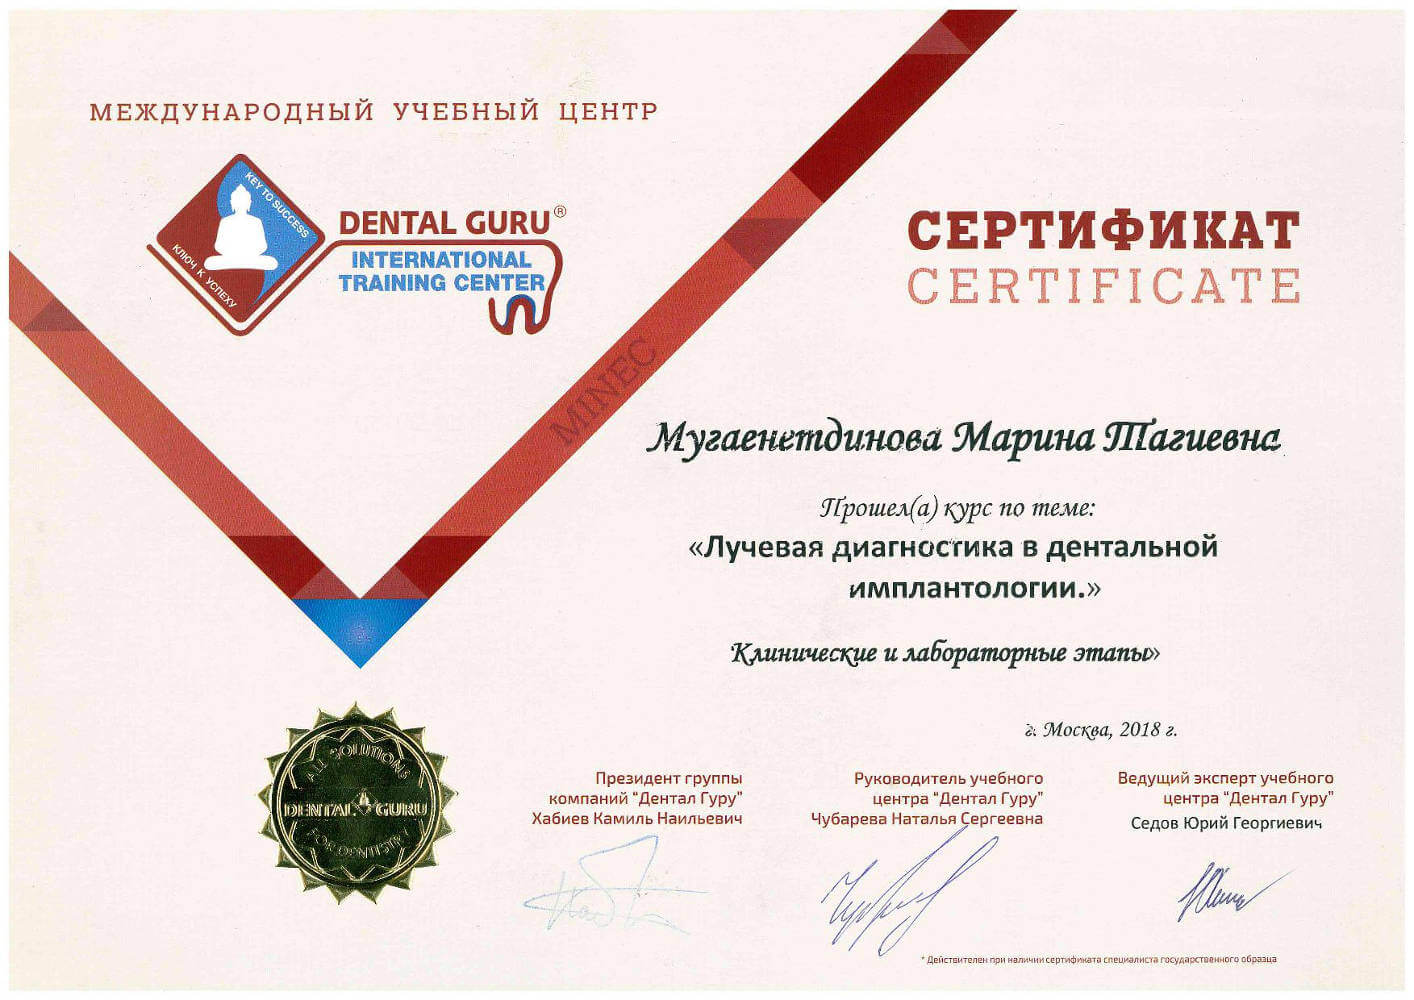 МЕЖДУНАРОДНЫЙ УЧЕБНЫЙ ЦЕНТР
KEY TO SUCCESS
КЛЮЧ К УСПЕХУ
DENTAL GURU®
INTERNATIONAL
TRAINING CENTER
СЕРТИФИКАТ
CERTIFICATE
MINEC
Мугаенетдинова Марина Тагиевна
Прошел(а) курс по теме:
«Лучевая диагностика в дентальной
имплантологии.»
Клинические и лабораторные этапы»
г. Москва, 2018 г.
ALL SOLUTIONS
DENTAL GURU
FOR DENTISTRY
Президент группы
компаний “Дентал Гуру”
Хабиев Камиль Наильевич
Руководитель учебного
центра “Дентал Гуру”
Чубарева Наталья Сергеевна
Ведущий эксперт учебного
центра “Дентал Гуру”
Седов Юрий Георгиевич
* Действителен при наличии сертификата специалиста государственного образца